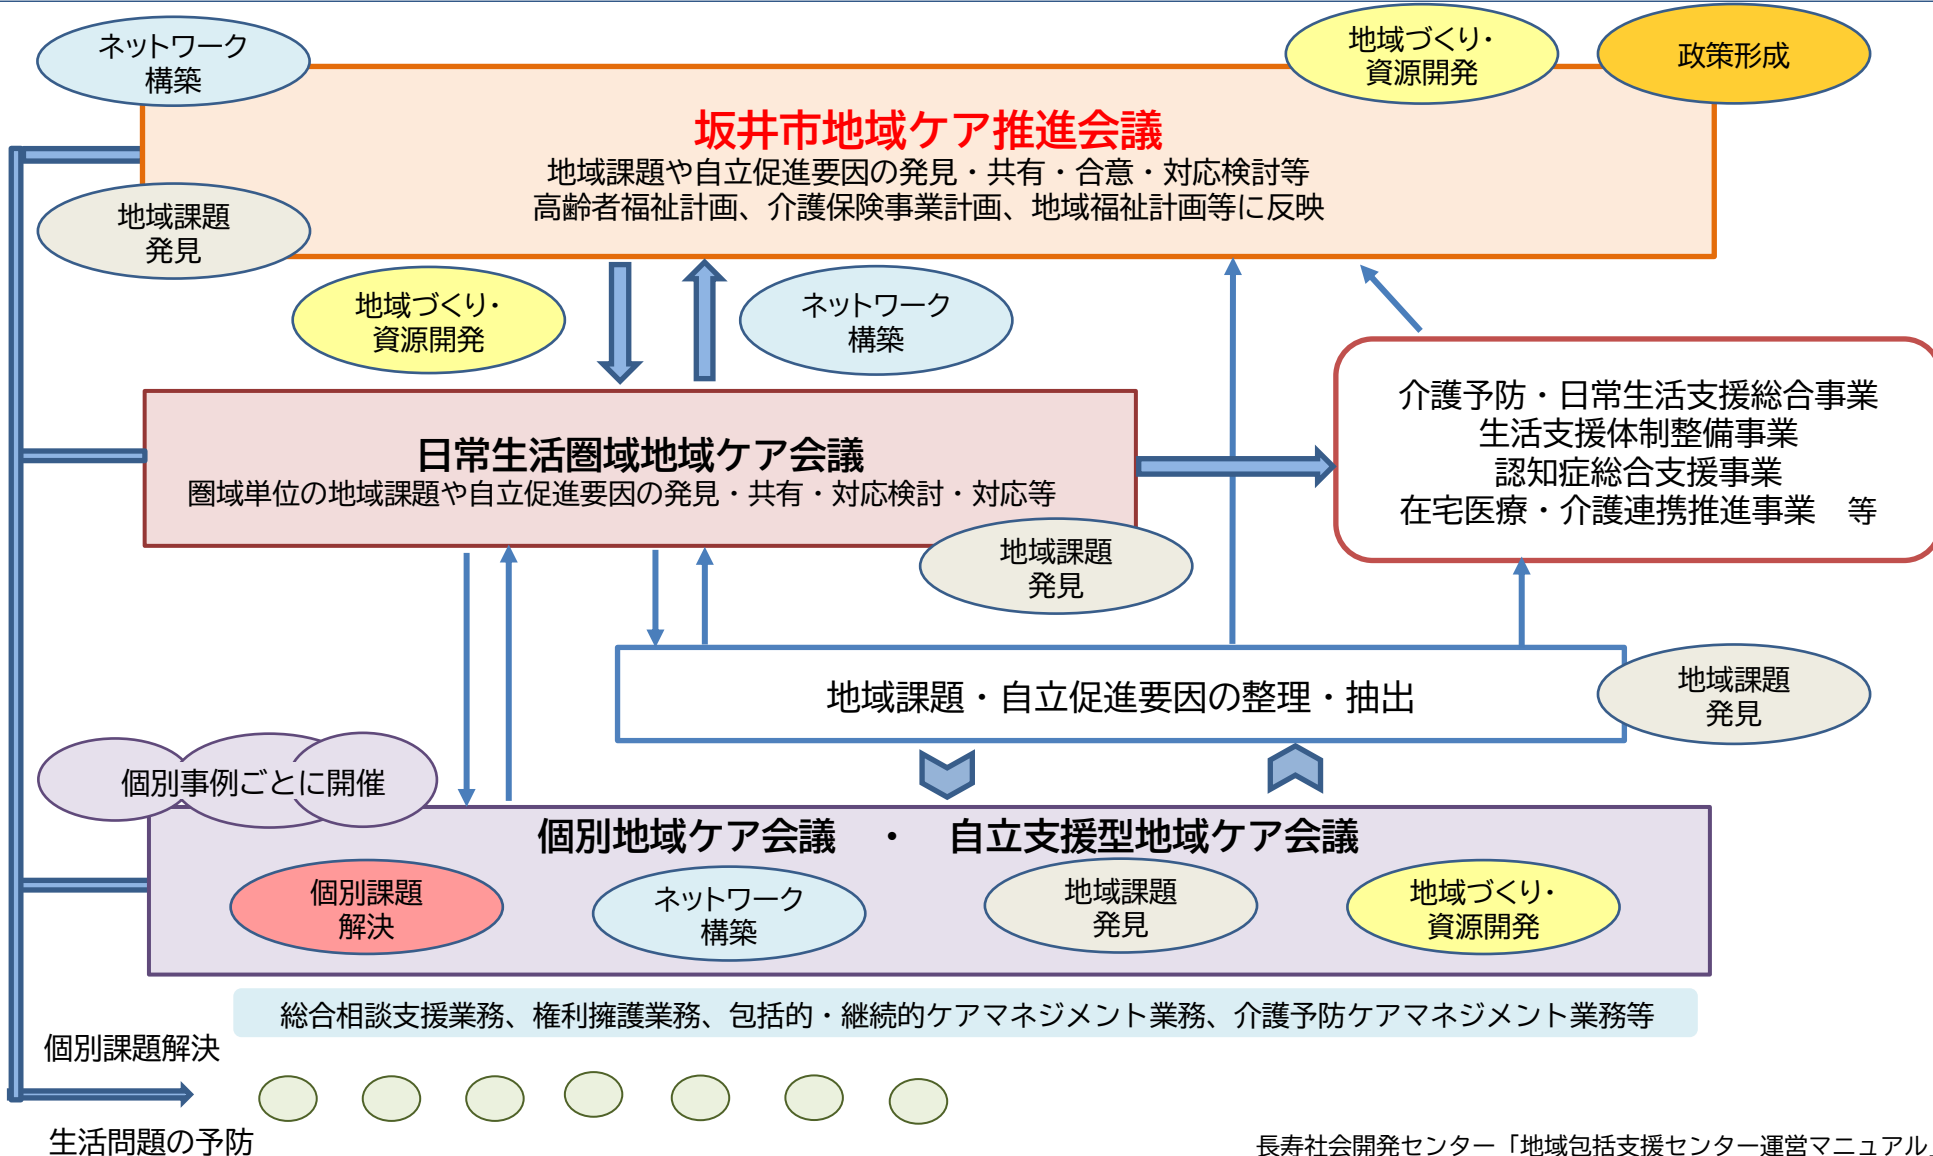 ネットワーク
構築
地域づくり・
資源開発
政策形成
坂井市地域ケア推進会議
地域課題や自立促進要因の発見・共有・合意・対応検討等
高齢者福祉計画、介護保険事業計画、地域福祉計画等に反映
地域課題
発見
地域づくり・
資源開発
ネットワーク
構築
介護予防・日常生活支援総合事業
生活支援体制整備事業
認知症総合支援事業
在宅医療・介護連携推進事業　等
日常生活圏域地域ケア会議
圏域単位の地域課題や自立促進要因の発見・共有・対応検討・対応等
地域課題
発見
地域課題・自立促進要因の整理・抽出
地域課題
発見
個別事例ごとに開催
個別地域ケア会議　・　自立支援型地域ケア会議
個別課題
解決
ネットワーク
構築
地域課題
発見
地域づくり・
資源開発
総合相談支援業務、権利擁護業務、包括的・継続的ケアマネジメント業務、介護予防ケアマネジメント業務等
個別課題解決
生活問題の予防
長寿社会開発センター「地域包括支援センター運営マニュアル」